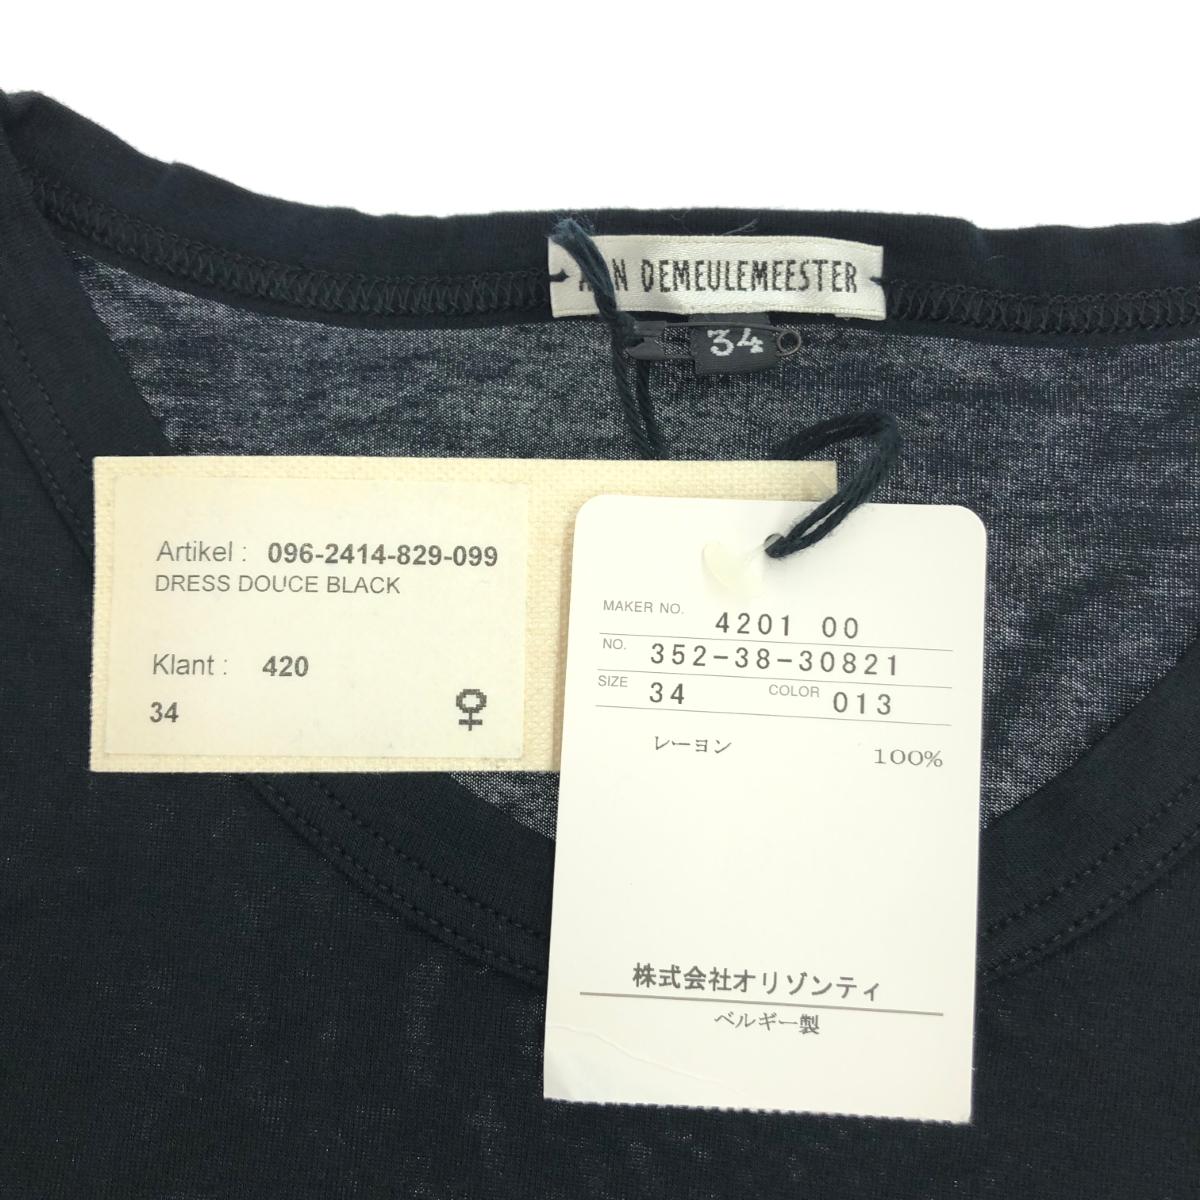 DEMEULEMEESTER
34
Artikel : 096-2414-829-099
DRESS DOUCE BLACK
Klant : 420
34 ♀
MAKER NO. 4201 00
NO. 352-38-30821
SIZE 34 COLOR 013
レーヨン 100%
株式会社オリゾンティ
ベルギー製